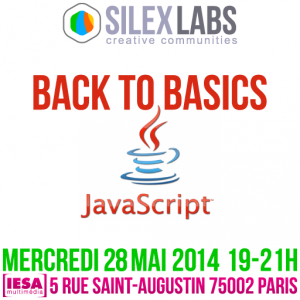 SILEX LABS
creative communities
BACK TO BASICS
JavaScript
MERCREDI 28 MAI 2014 19-21H
IESA multimédia 5 RUE SAINT-AUGUSTIN 75002 PARIS